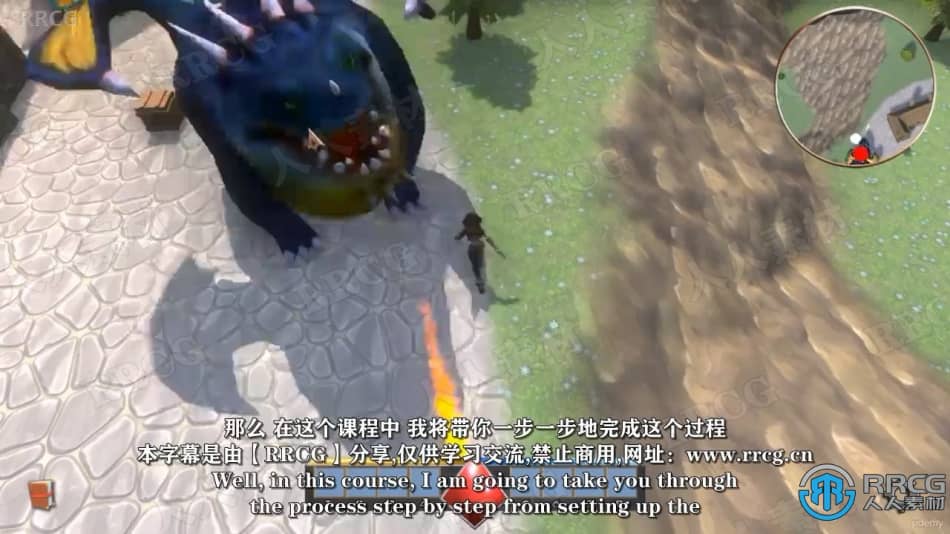 RRCG
那么 在这个课程中 我将带你一步一步地完成这个过程
本字幕是由【RRCG】分享,仅供学习交流,禁止商用,网址：www.rrcg.cn
Well, in this course, I am going to take you through
the process step by step from setting up the
RRCG
人人素材
udemy